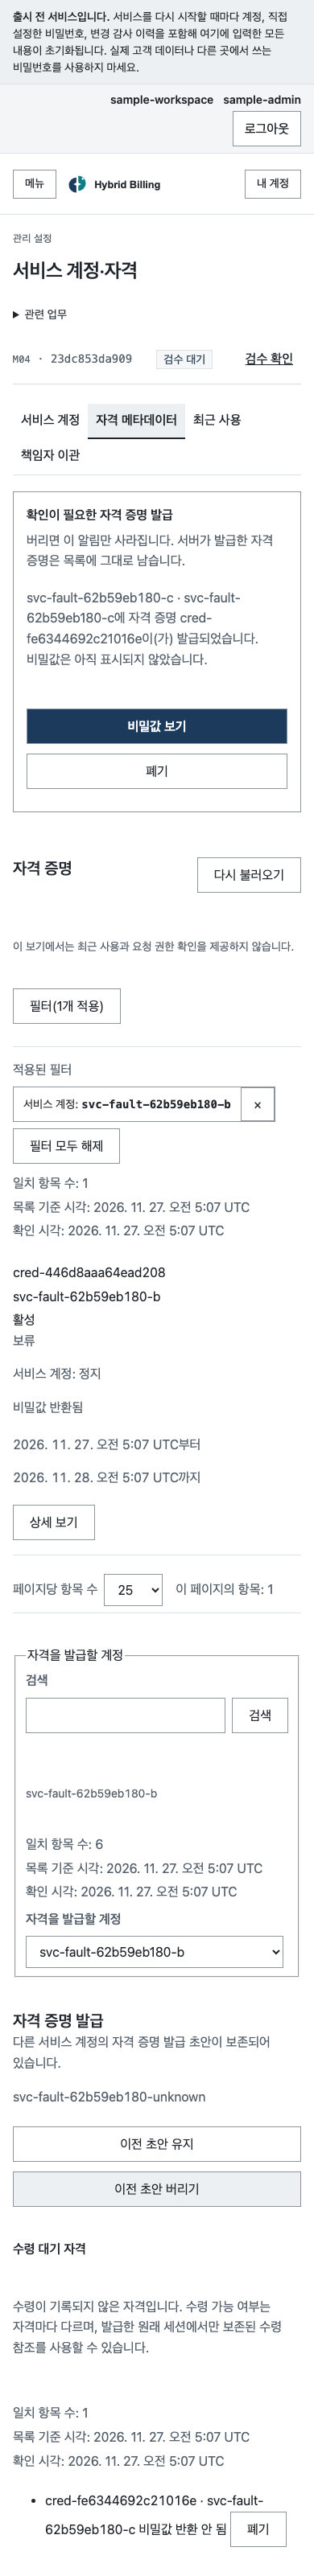 출시 전 서비스입니다. 서비스를 다시 시작할 때마다 계정, 직접
설정한 비밀번호, 변경 감사 이력을 포함해 여기에 입력한 모든
내용이 초기화됩니다. 실제 고객 데이터나 다른 곳에서 쓰는
비밀번호를 사용하지 마세요.
sample-workspace sample-admin
로그아웃
메뉴 Hybrid Billing 내 계정
관리 설정
서비스 계정·자격
▶ 관련 업무
M04 · 23dc853da909 검수 대기 검수 확인
서비스 계정 자격 메타데이터 최근 사용
책임자 이관
확인이 필요한 자격 증명 발급
버리면 이 알림만 사라집니다. 서버가 발급한 자격
증명은 목록에 그대로 남습니다.
svc-fault-62b59eb180-c · svc-fault-
62b59eb180-c에 자격 증명 cred-
fe6344692c21016e이(가) 발급되었습니다.
비밀값은 아직 표시되지 않았습니다.
비밀값 보기
폐기
자격 증명 다시 불러오기
이 보기에서는 최근 사용과 요청 권한 확인을 제공하지 않습니다.
필터(1개 적용)
적용된 필터
서비스 계정: svc-fault-62b59eb180-b ×
필터 모두 해제
일치 항목 수: 1
목록 기준 시각: 2026. 11. 27. 오전 5:07 UTC
확인 시각: 2026. 11. 27. 오전 5:07 UTC
cred-446d8aaa64ead208
svc-fault-62b59eb180-b
활성
보류
서비스 계정: 정지
비밀값 반환됨
2026. 11. 27. 오전 5:07 UTC부터
2026. 11. 28. 오전 5:07 UTC까지
상세 보기
페이지당 항목 수 25 이 페이지의 항목: 1
자격을 발급할 계정
검색
검색
svc-fault-62b59eb180-b
일치 항목 수: 6
목록 기준 시각: 2026. 11. 27. 오전 5:07 UTC
확인 시각: 2026. 11. 27. 오전 5:07 UTC
자격을 발급할 계정
svc-fault-62b59eb180-b
자격 증명 발급
다른 서비스 계정의 자격 증명 발급 초안이 보존되어
있습니다.
svc-fault-62b59eb180-unknown
이전 초안 유지
이전 초안 버리기
수령 대기 자격
수령이 기록되지 않은 자격입니다. 수령 가능 여부는
자격마다 다르며, 발급한 원래 세션에서만 보존된 수령
참조를 사용할 수 있습니다.
일치 항목 수: 1
목록 기준 시각: 2026. 11. 27. 오전 5:07 UTC
확인 시각: 2026. 11. 27. 오전 5:07 UTC
• cred-fe6344692c21016e · svc-fault-
62b59eb180-c 비밀값 반환 안 됨 폐기